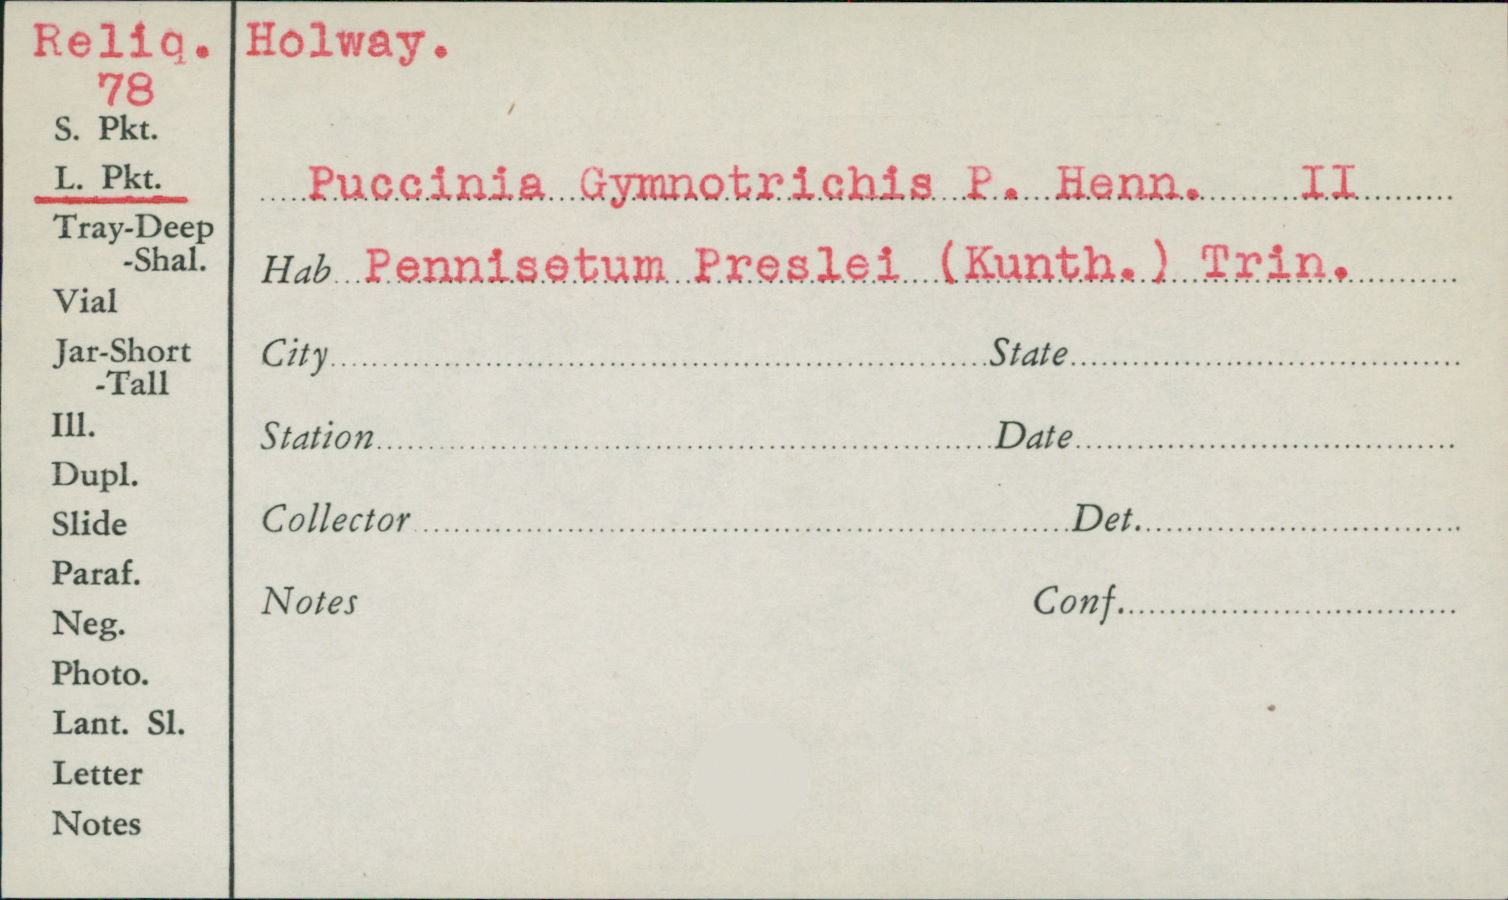 Reliq. Holway.
78
S. Pkt.
L. Pkt.
Puccinia Gymnotrichis P. Henn. II
Tray-Deep
-Shal.
Hab Pennisetum Preslei (Kunth.) Trin.
Vial
Jar-Short
-Tall
City State
Ill.
Station Date
Dupl.
Slide
Collector Det.
Paraf.
Neg.
Notes Conf.
Photo.
Lant. Sl.
Letter
Notes